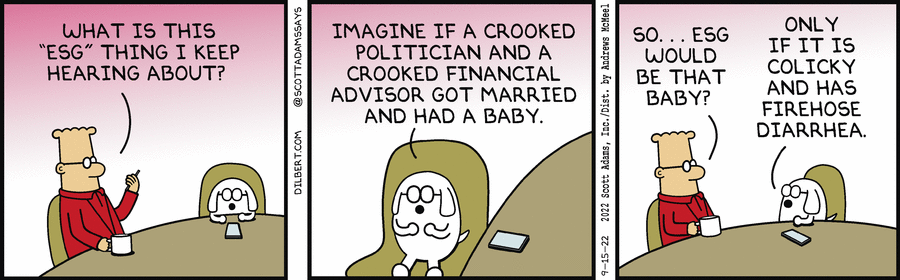 WHAT IS THIS
"ESG" THING I KEEP
HEARING ABOUT?
DILBERT.COM @SCOTTADAMSSAYS
IMAGINE IF A CROOKED
POLITICIAN AND A
CROOKED FINANCIAL
ADVISOR GOT MARRIED
AND HAD A BABY.
9-15-22 2022 Scott Adams, Inc./Dist. by Andrews McMeel
SO...ESG
WOULD
BE THAT
BABY?
ONLY
IF IT IS
COLICKY
AND HAS
FIREHOSE
DIARRHEA.